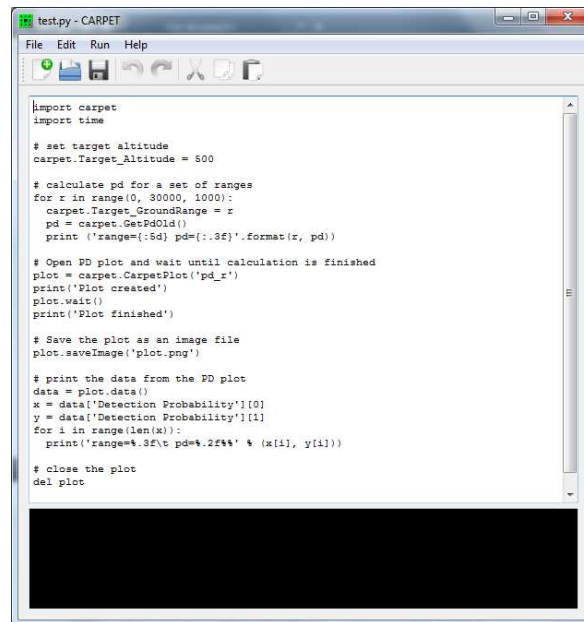 test.py - CARPET
File Edit Run Help
import carpet
import time
# set target altitude
carpet.Target_Altitude = 500
# calculate pd for a set of ranges
for r in range(0, 30000, 1000):
  carpet.Target_GroundRange = r
  pd = carpet.GetPdOld()
  print ('range={:5d} pd={:.3f}'.format(r, pd))
# Open PD plot and wait until calculation is finished
plot = carpet.CarpetPlot('pd_r')
print('Plot created')
plot.wait()
print('Plot finished')
# Save the plot as an image file
plot.saveImage('plot.png')
# print the data from the PD plot
data = plot.data()
x = data['Detection Probability'][0]
y = data['Detection Probability'][1]
for i in range(len(x)):
  print('range=%.3f\t pd=%.2f%%' % (x[i], y[i]))
# close the plot
del plot